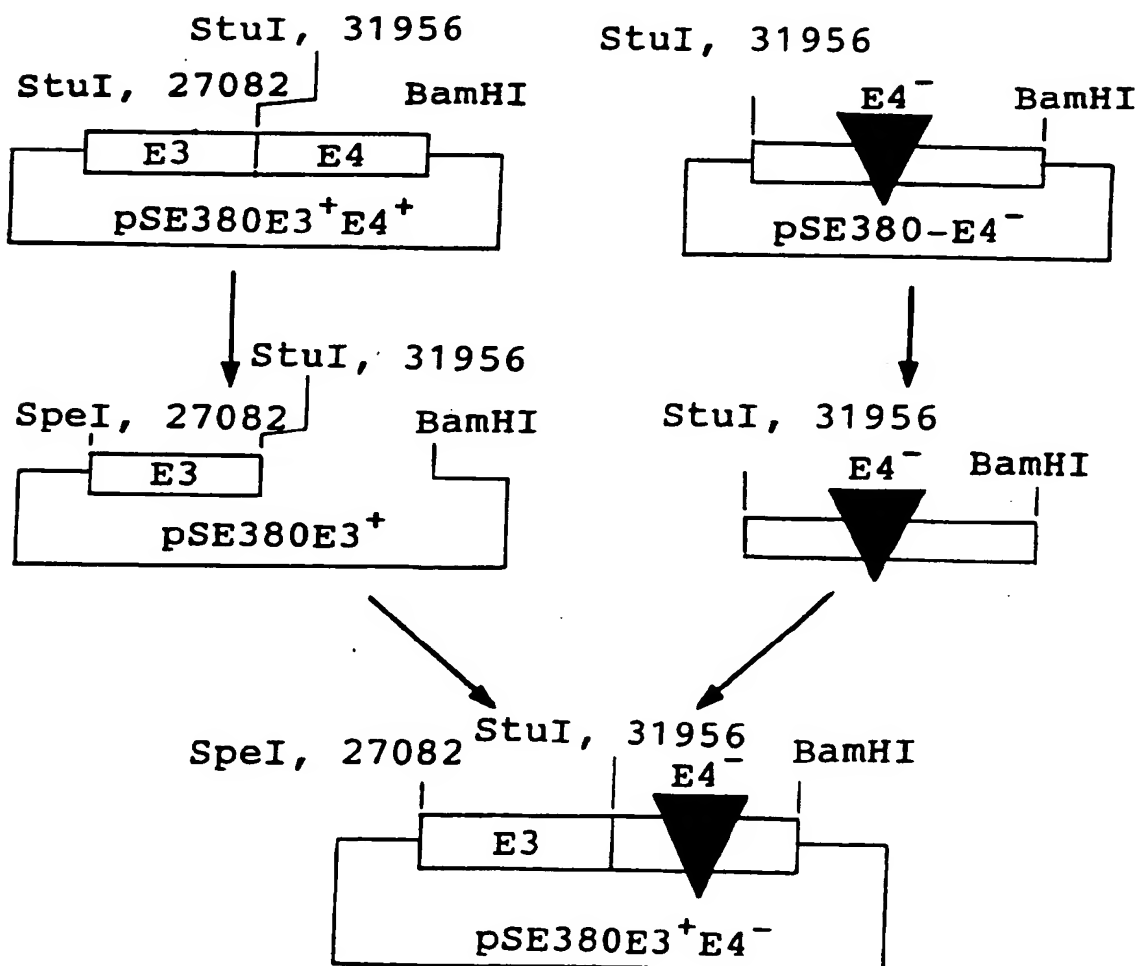 StuI, 31956
StuI, 27082
BamHI
E3
E4
pSE380E3⁺E4⁺
StuI, 31956
E4⁻
BamHI
pSE380-E4⁻
StuI, 31956
SpeI, 27082
BamHI
E3
pSE380E3⁺
StuI, 31956
E4⁻
BamHI
SpeI, 27082
StuI, 31956
E4⁻
BamHI
E3
pSE380E3⁺E4⁻